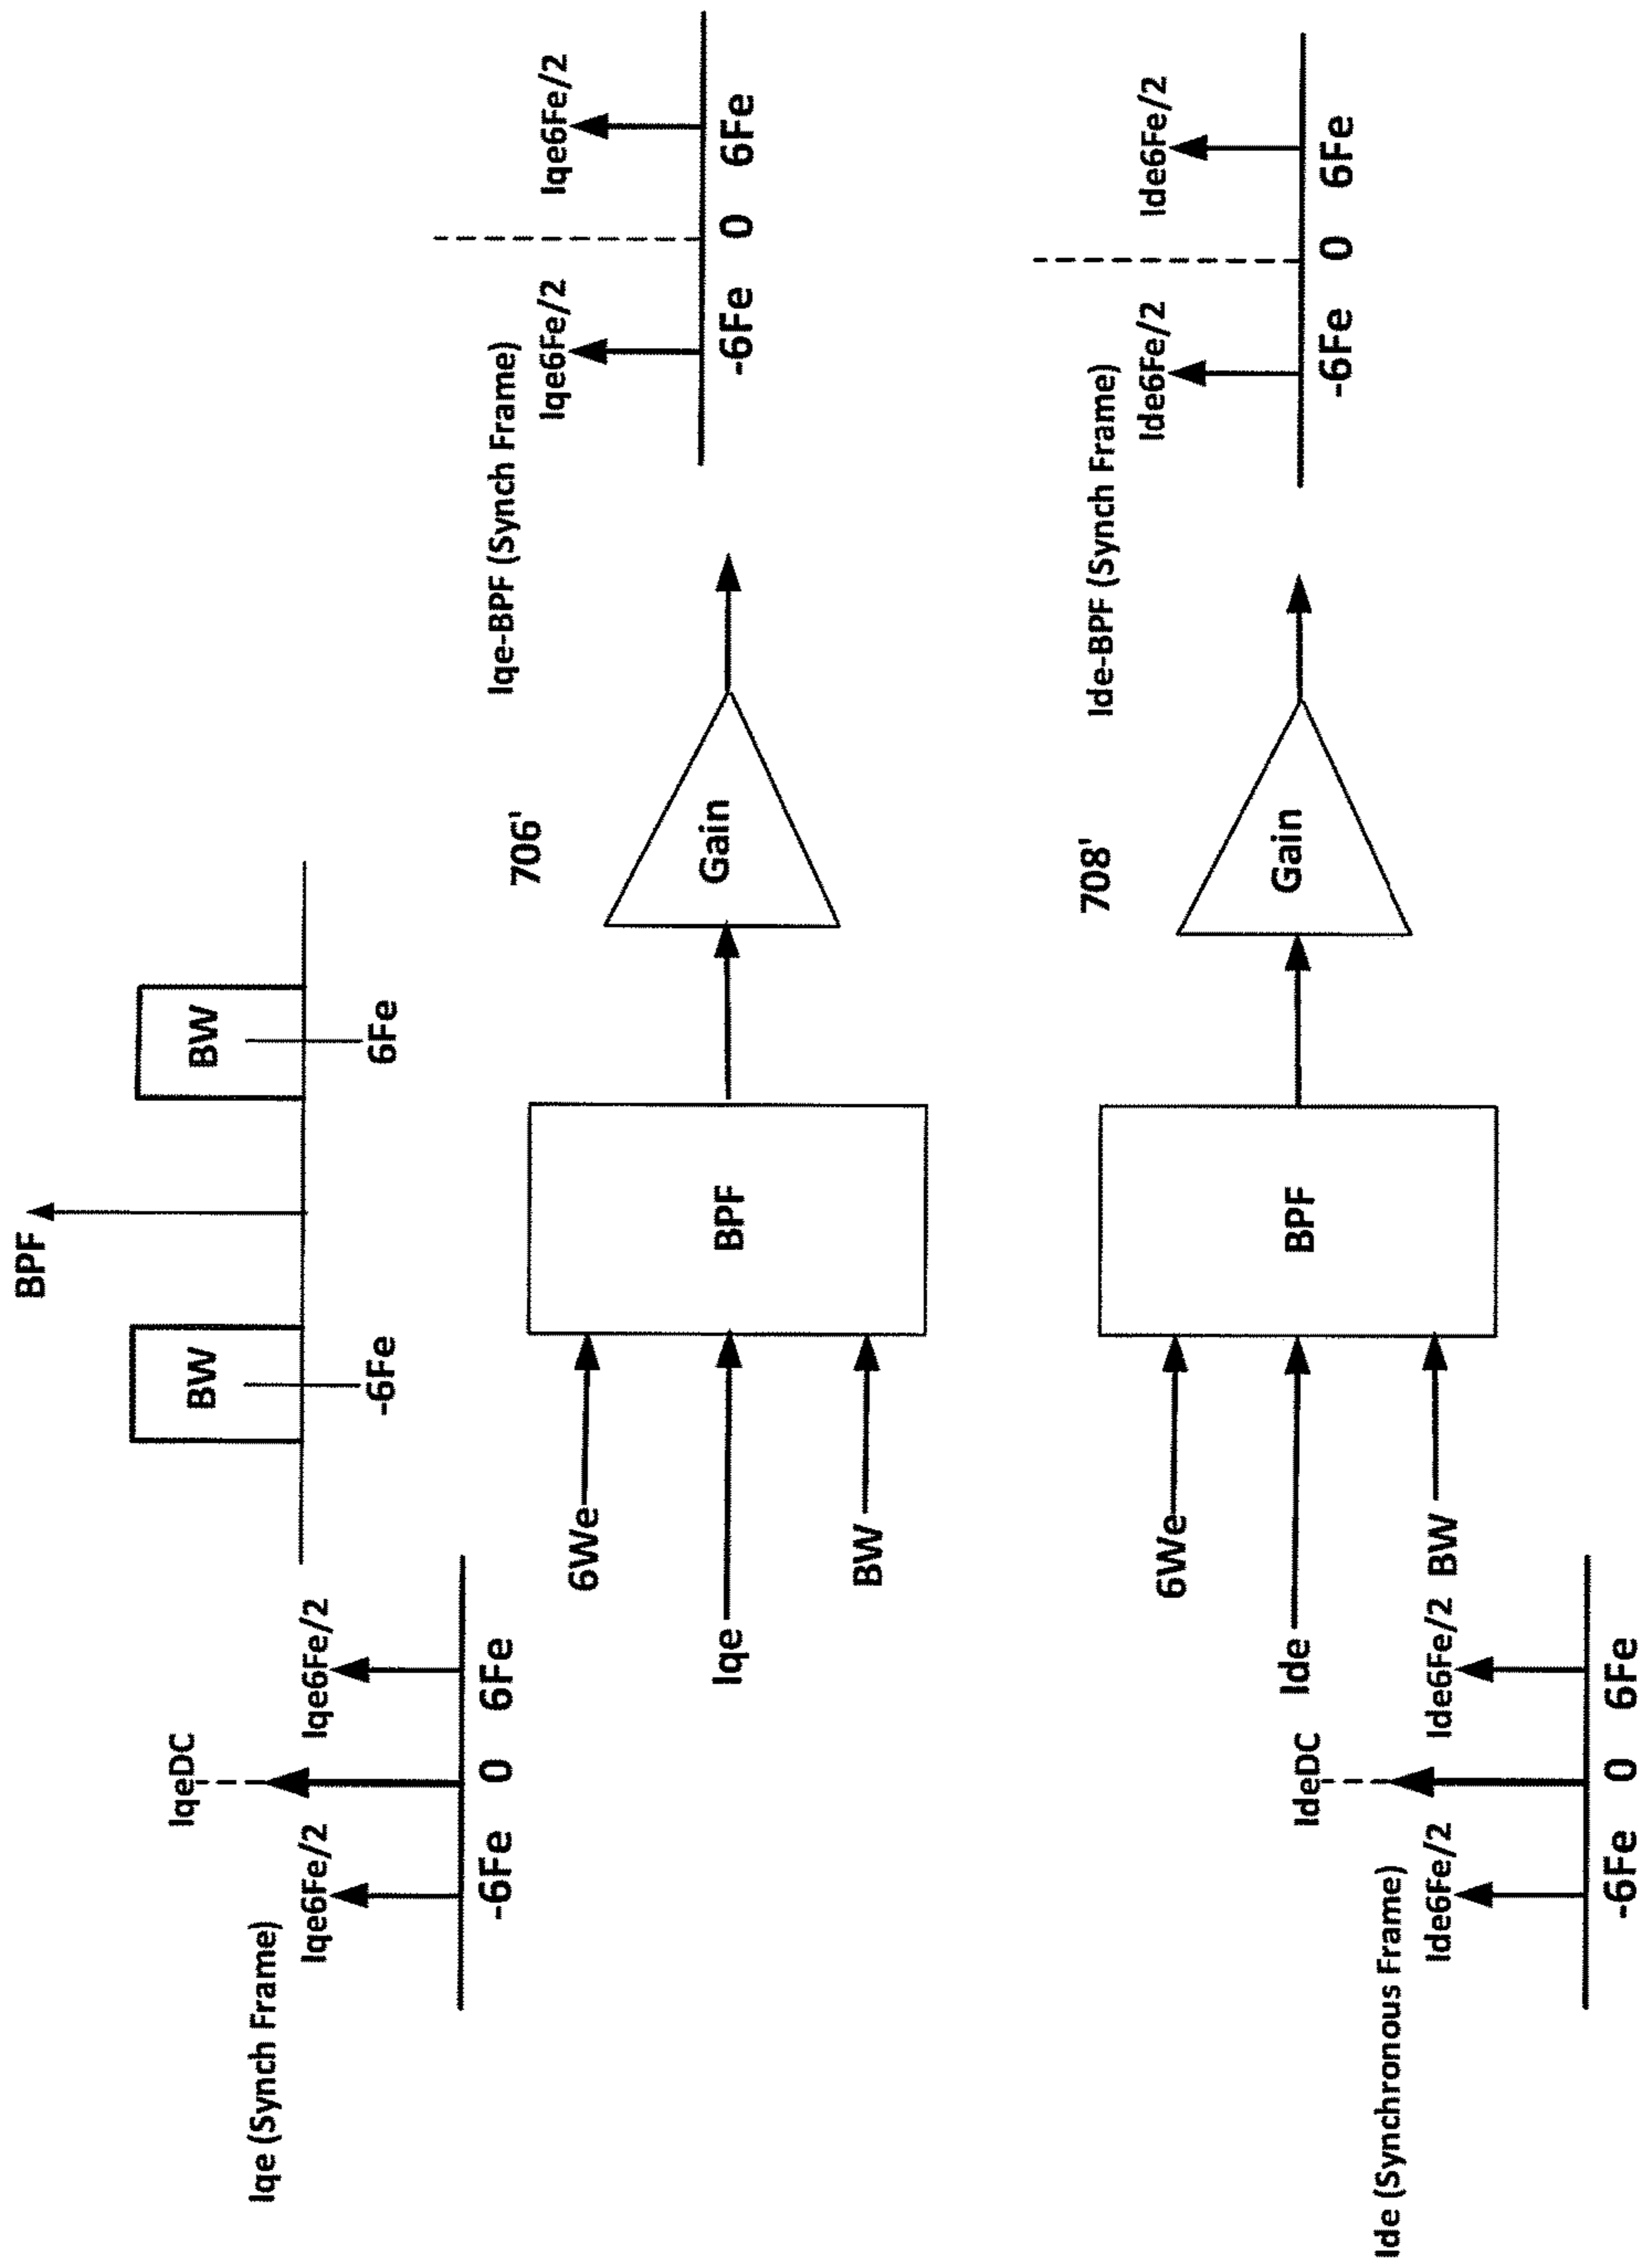 BPF
BW
BW
-6Fe
6Fe
IqeDC
Iqe (Synch Frame)
Iqe6Fe/2
Iqe6Fe/2
-6Fe
0
6Fe
706'
Iqe-BPF (Synch Frame)
Iqe6Fe/2
Iqe6Fe/2
-6Fe
0
6Fe
6We
Iqe
BW
BPF
Gain
708'
Ide-BPF (Synch Frame)
Ide6Fe/2
Ide6Fe/2
-6Fe
0
6Fe
6We
Ide
BW
BPF
Gain
IdeDC
Ide (Synchronous Frame)
Ide6Fe/2
Ide6Fe/2
-6Fe
0
6Fe